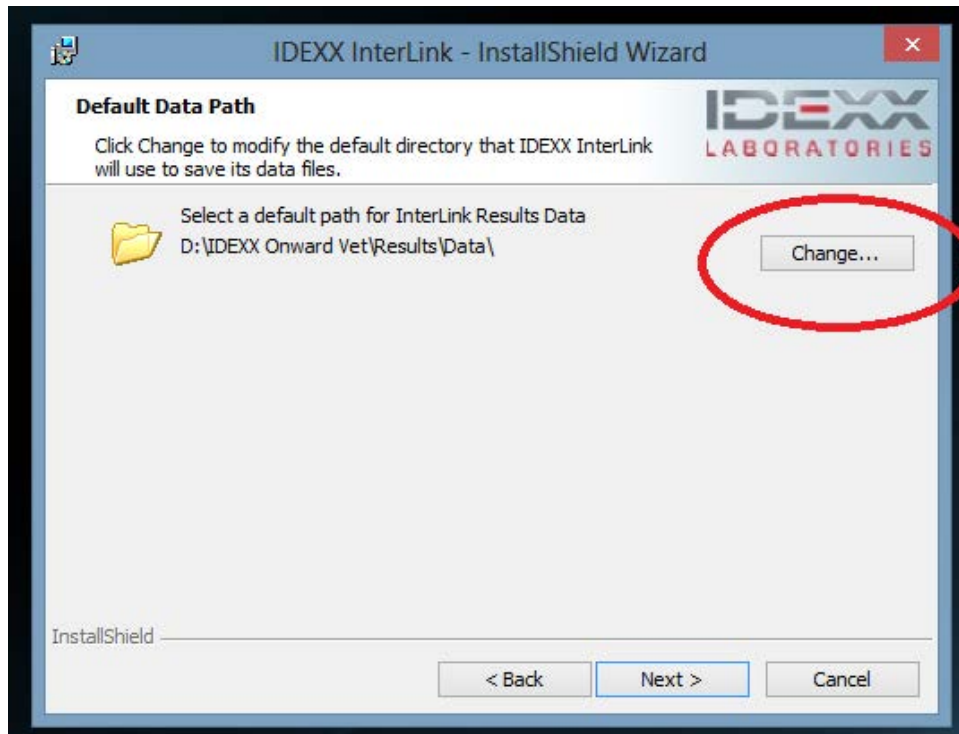 IDEXX InterLink - InstallShield Wizard
Default Data Path
Click Change to modify the default directory that IDEXX InterLink
will use to save its data files.
IDEXX
LABORATORIES
Select a default path for InterLink Results Data
D:\IDEXX Onward Vet\Results\Data\
Change...
InstallShield
< Back
Next >
Cancel